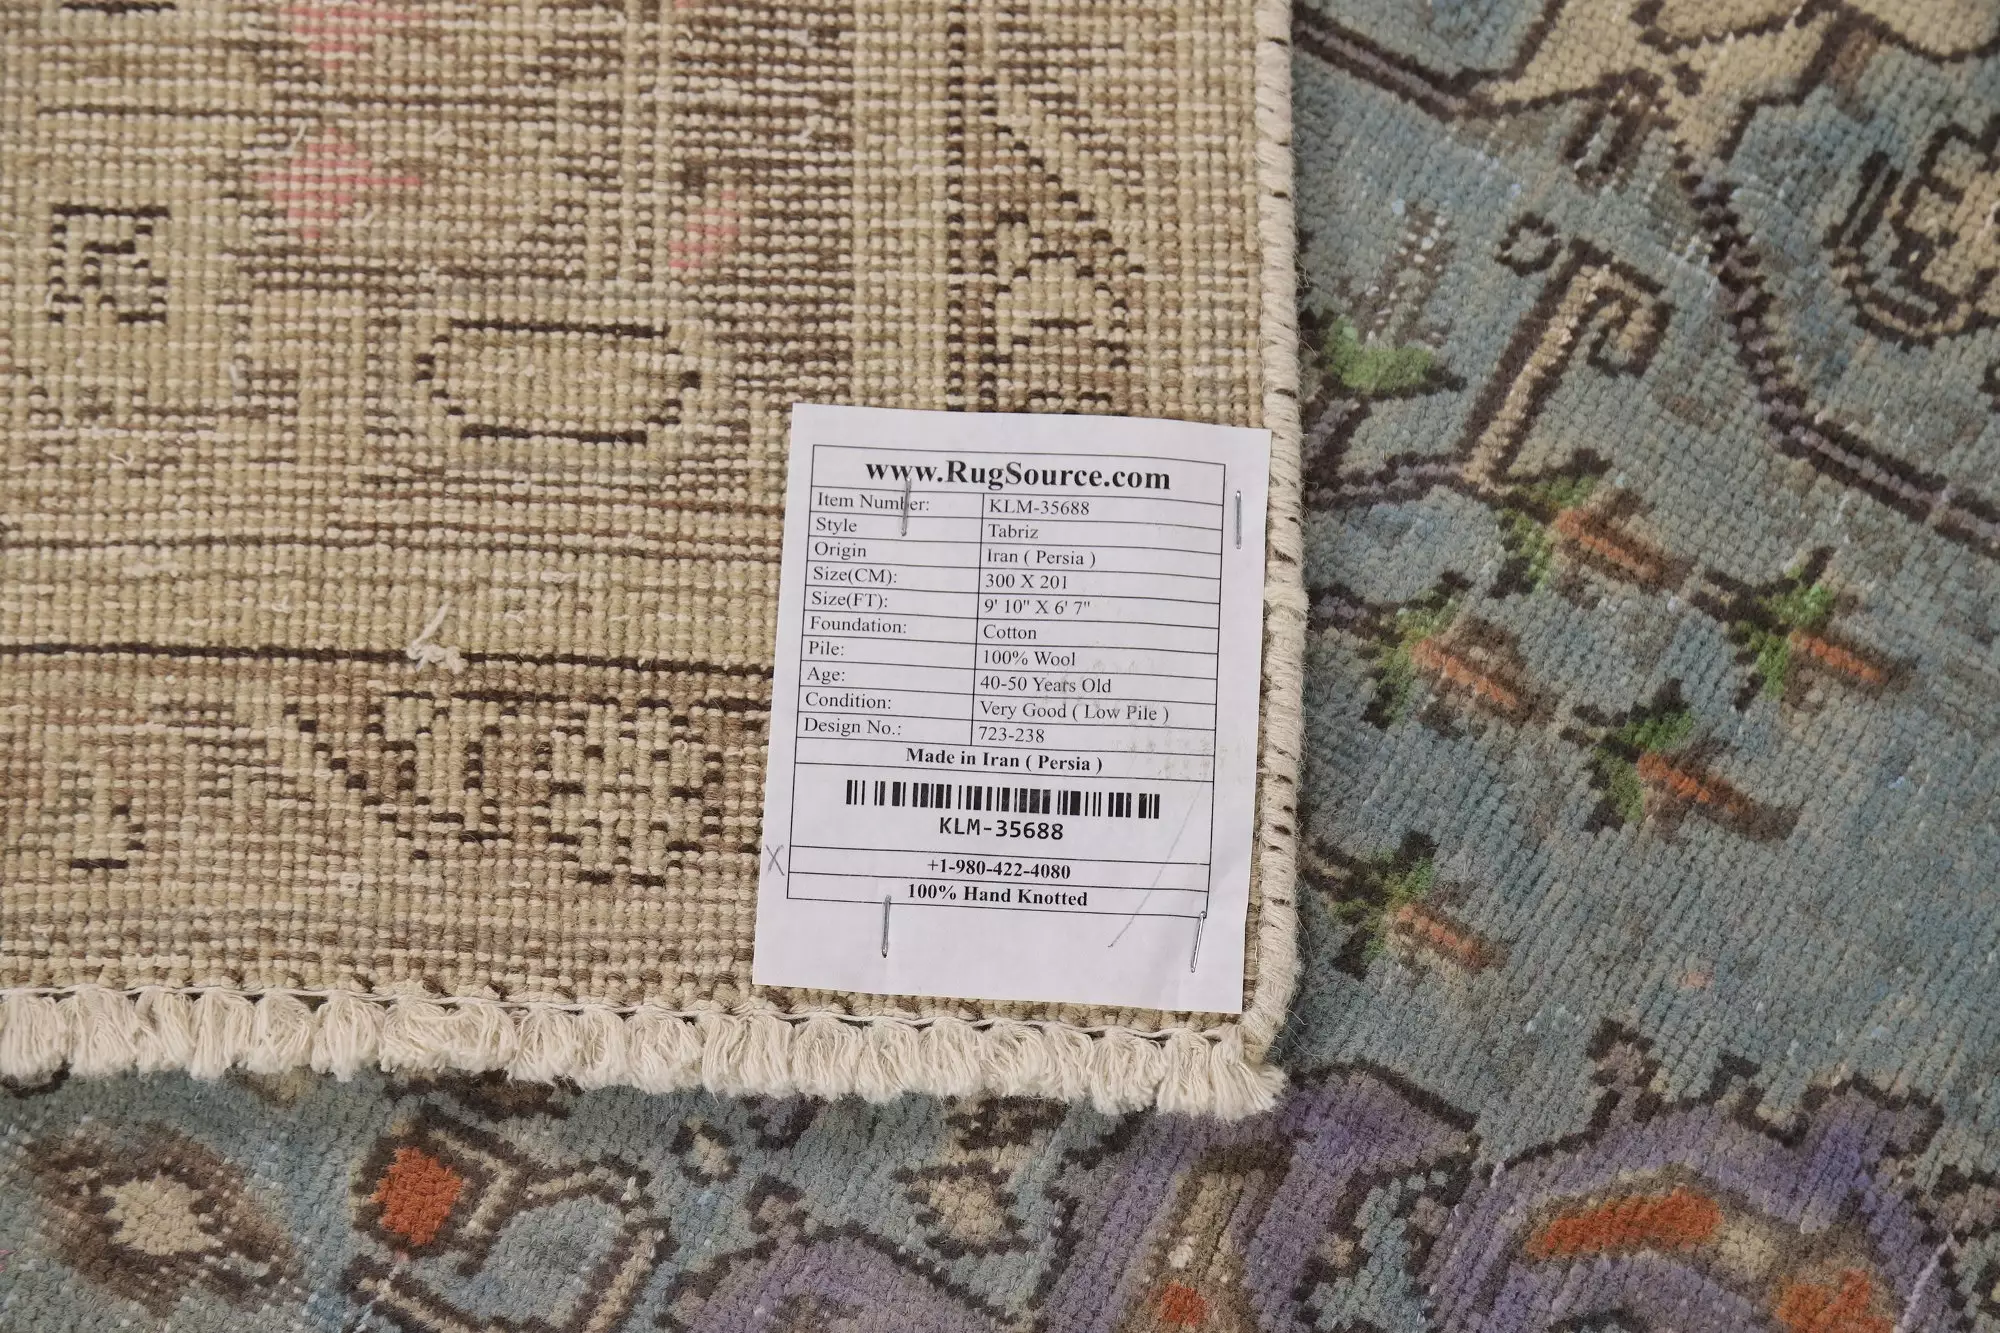 www.RugSource.com
Item Number: KLM-35688
Style Tabriz
Origin Iran ( Persia )
Size(CM): 300 X 201
Size(FT): 9' 10" X 6' 7"
Foundation: Cotton
Pile: 100% Wool
Age: 40-50 Years Old
Condition: Very Good ( Low Pile )
Design No.: 723-238
Made in Iran ( Persia )
KLM-35688
X
+1-980-422-4080
100% Hand Knotted